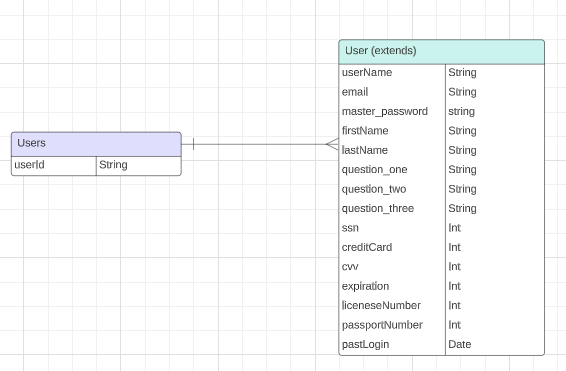 User (extends)
userName String
email String
master_password string
firstName String
lastName String
question_one String
question_two String
question_three String
ssn Int
creditCard Int
cvv Int
expiration Int
liceneseNumber Int
passportNumber Int
pastLogin Date
Users
userId String